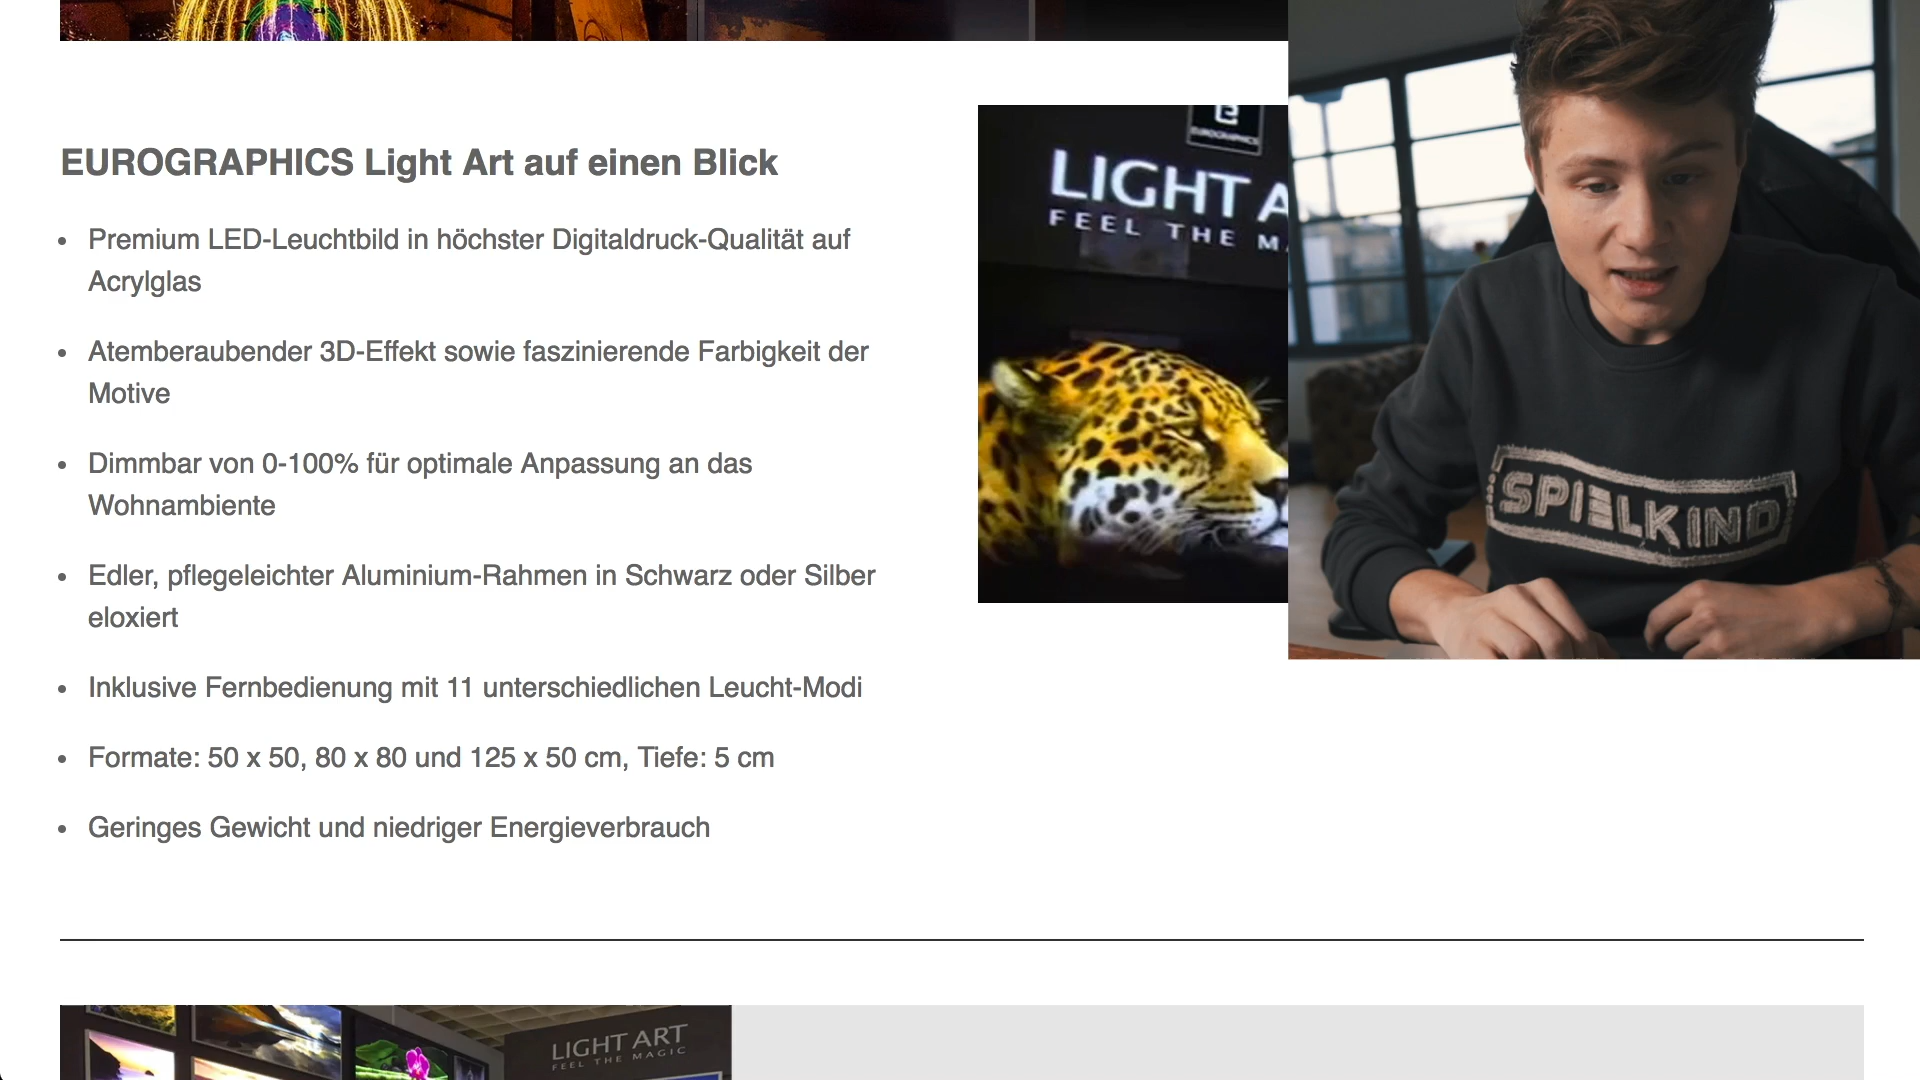 EUROGRAPHICS
LIGHT A
FEEL THE M
EUROGRAPHICS Light Art auf einen Blick
Premium LED-Leuchtbild in höchster Digitaldruck-Qualität auf
Acrylglas
Atemberaubender 3D-Effekt sowie faszinierende Farbigkeit der
Motive
Dimmbar von 0-100% für optimale Anpassung an das
Wohnambiente
Edler, pflegeleichter Aluminium-Rahmen in Schwarz oder Silber
eloxiert
Inklusive Fernbedienung mit 11 unterschiedlichen Leucht-Modi
Formate: 50 x 50, 80 x 80 und 125 x 50 cm, Tiefe: 5 cm
Geringes Gewicht und niedriger Energieverbrauch
SPIELKIND
LIGHT ART
FEEL THE MAGIC